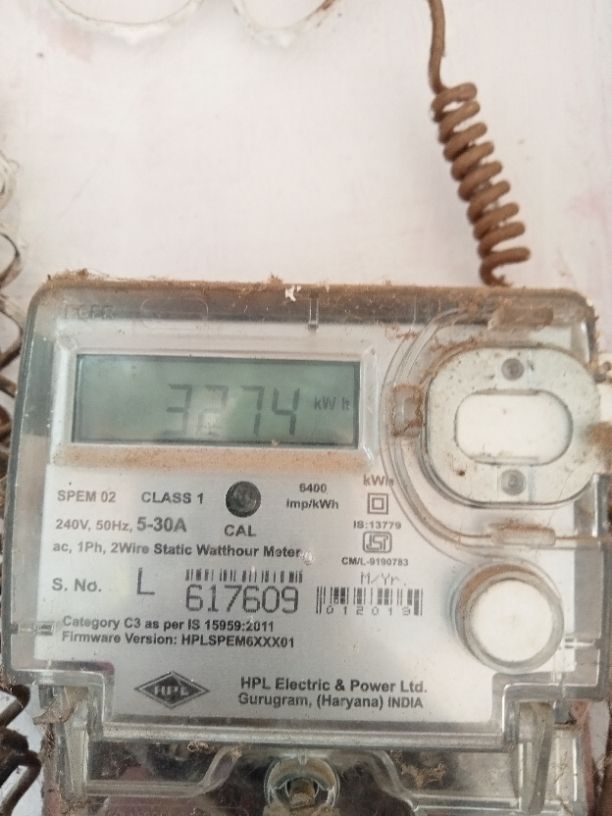 3274 kWh
SPEM 02 CLASS 1 CAL 6400 imp/kWh kWh
240V, 50Hz, 5-30A
IS:13779
ac, 1Ph, 2Wire Static Watthour Meter
CM/L-9190783
S. No. L 617609
M/Yr.
012019
Category C3 as per IS 15959:2011
Firmware Version: HPLSPEM6XXX01
HPL
HPL Electric & Power Ltd.
Gurugram, (Haryana) INDIA